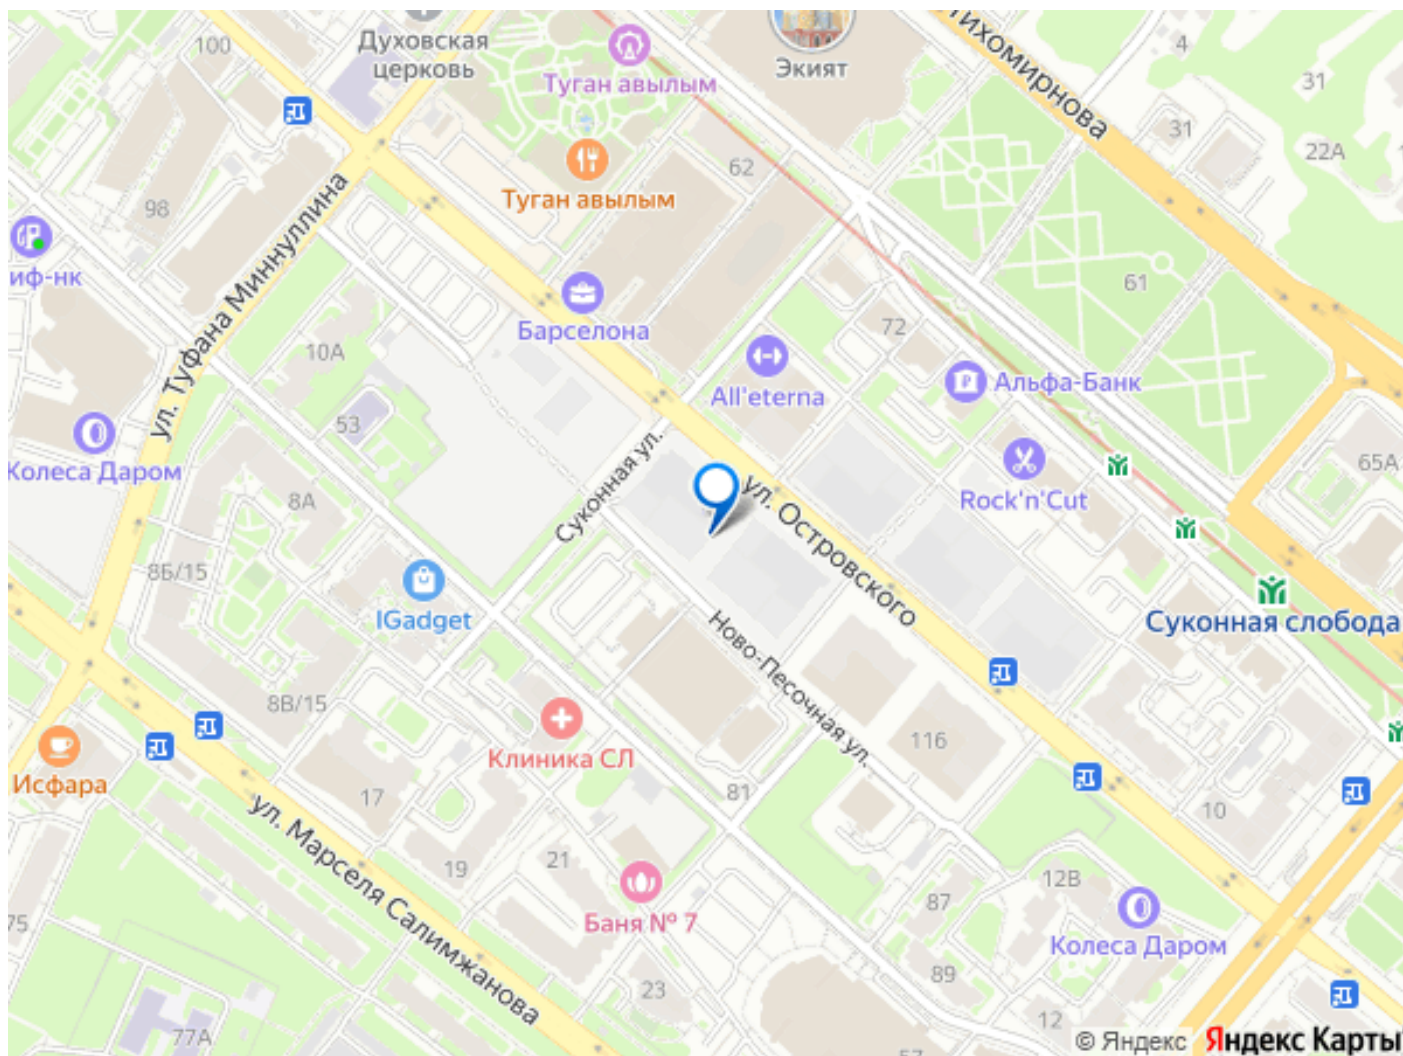 100
Духовская
церковь
Туган авылым
Экият
Тихомирнова
4
31
31
22А
62
Туган авылым
98
иф-нк
ул. Туфана Миннуллина
61
Барселона
10А
72
All'eterna
Альфа-Банк
53
Колеса Даром
Суконная ул.
65А
8А
Rock'n'Cut
ул. Островского
8Б/15
IGadget
Суконная слобода
Ново-Песочная ул.
8В/15
Клиника СЛ
116
Исфара
17
ул. Марселя Салимжанова
81
10
19
21
12В
87
Баня № 7
75
Колеса Даром
89
23
12
77А
57
© Яндекс Яндекс Карты